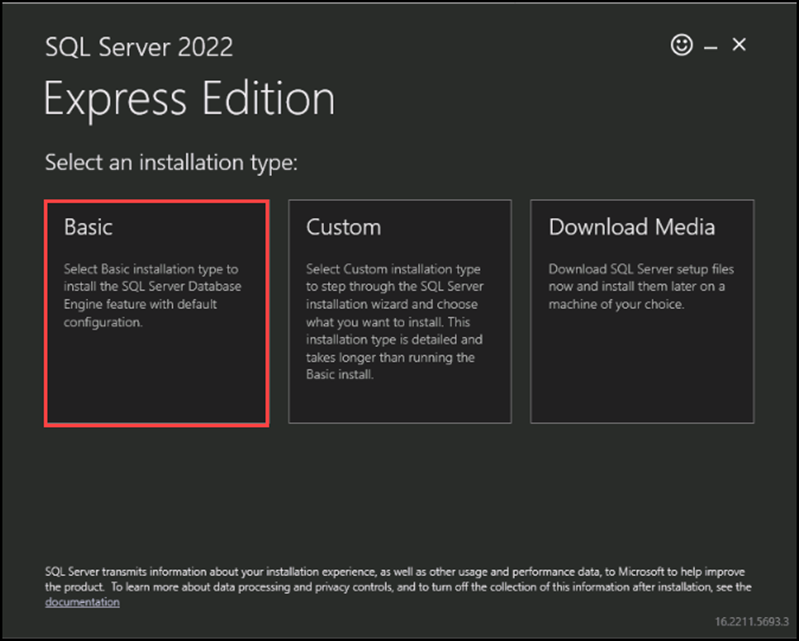 SQL Server 2022
Express Edition
Select an installation type:
Basic
Select Basic installation type to
install the SQL Server Database
Engine feature with default
configuration.
Custom
Select Custom installation type
to step through the SQL Server
installation wizard and choose
what you want to install. This
installation type is detailed and
takes longer than running the
Basic install.
Download Media
Download SQL Server setup files
now and install them later on a
machine of your choice.
SQL Server transmits information about your installation experience, as well as other usage and performance data, to Microsoft to help improve
the product.  To learn more about data processing and privacy controls, and to turn off the collection of this information after installation, see the
documentation
16.2211.5693.3